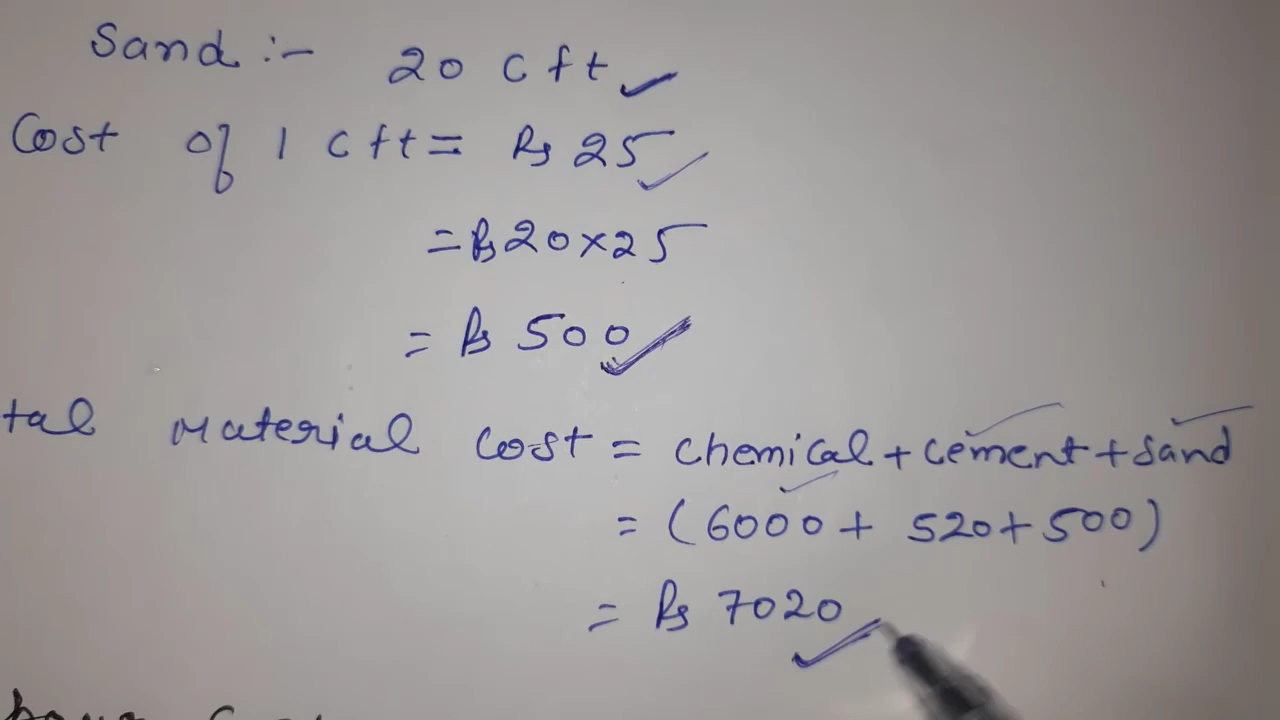 Sand :- 20 cft
Cost of 1 cft = Rs 25
= Rs 20×25
= Rs 500
tal Material Cost = Chemical + Cement + Sand
= (6000 + 520 + 500)
= Rs 7020